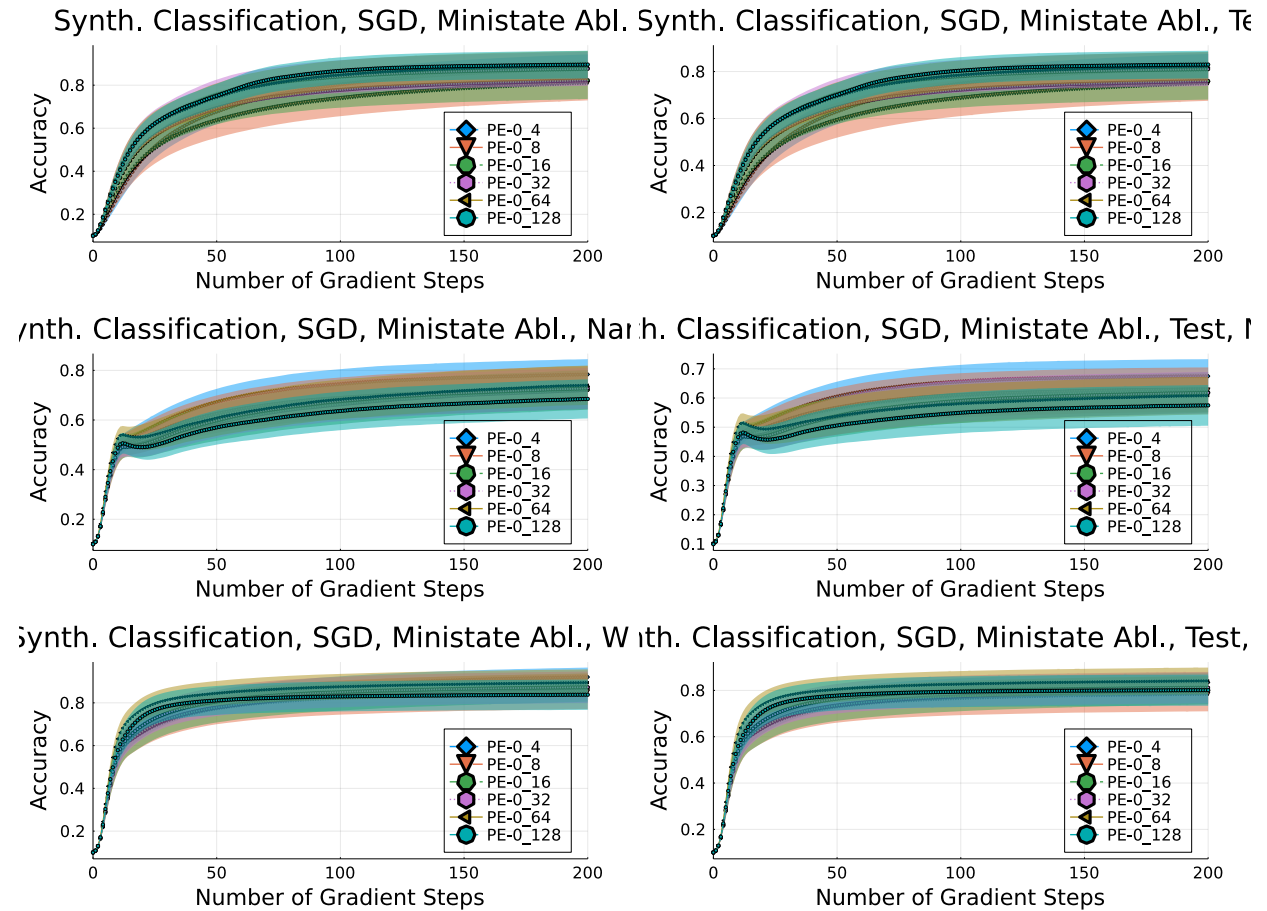 Synth. Classification, SGD, Ministate Abl.
Accuracy
0.8
0.6
0.4
0.2
PE-0_4
PE-0_8
PE-0_16
PE-0_32
PE-0_64
PE-0_128
0
50
100
150
200
Number of Gradient Steps
Synth. Classification, SGD, Ministate Abl., Te
Accuracy
0.8
0.6
0.4
0.2
PE-0_4
PE-0_8
PE-0_16
PE-0_32
PE-0_64
PE-0_128
0
50
100
150
200
Number of Gradient Steps
ynth. Classification, SGD, Ministate Abl., Nar
Accuracy
0.8
0.6
0.4
0.2
PE-0_4
PE-0_8
PE-0_16
PE-0_32
PE-0_64
PE-0_128
0
50
100
150
200
Number of Gradient Steps
th. Classification, SGD, Ministate Abl., Test, N
Accuracy
0.7
0.6
0.5
0.4
0.3
0.2
0.1
PE-0_4
PE-0_8
PE-0_16
PE-0_32
PE-0_64
PE-0_128
0
50
100
150
200
Number of Gradient Steps
Synth. Classification, SGD, Ministate Abl., W
Accuracy
0.8
0.6
0.4
0.2
PE-0_4
PE-0_8
PE-0_16
PE-0_32
PE-0_64
PE-0_128
0
50
100
150
200
Number of Gradient Steps
nth. Classification, SGD, Ministate Abl., Test,
Accuracy
0.8
0.6
0.4
0.2
PE-0_4
PE-0_8
PE-0_16
PE-0_32
PE-0_64
PE-0_128
0
50
100
150
200
Number of Gradient Steps